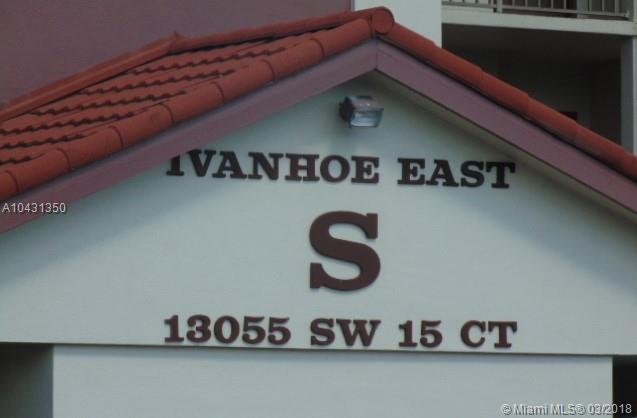 IVANHOE EAST
A10431350
S
13055 SW 15 CT
© Miami MLS® 03/2018